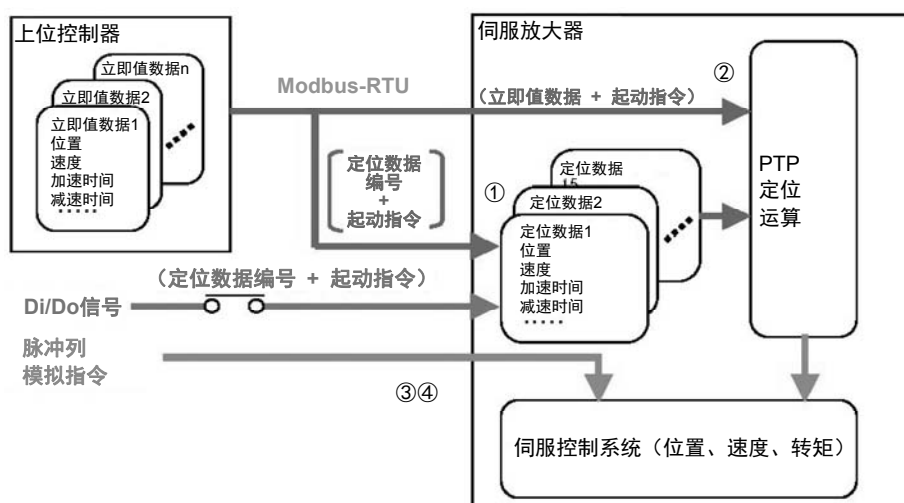 上位控制器
立即值数据n
立即值数据2
立即值数据1
位置
速度
加速时间
减速时间
Modbus-RTU
定位数据
编号
+
起动指令
（定位数据编号 + 起动指令）
Di/Do信号
脉冲列
模拟指令
③④
伺服放大器
②
（立即值数据 + 起动指令）
①
定位数据
定位数据2
定位数据1
位置
速度
加速时间
减速时间
PTP
定位
运算
伺服控制系统（位置、速度、转矩）